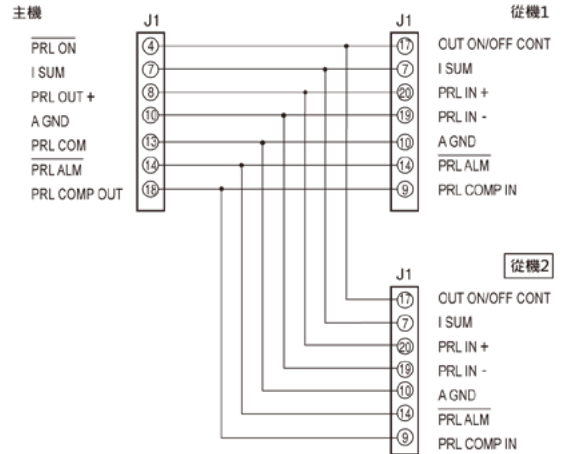 主機
J1
PRL ON
④
I SUM
⑦
PRL OUT +
⑧
A GND
⑩
PRL COM
⑬
PRL ALM
⑭
PRL COMP OUT
⑱
從機1
J1
⑰
OUT ON/OFF CONT
⑦
I SUM
⑳
PRL IN +
⑲
PRL IN -
⑩
A GND
⑭
PRL ALM
⑨
PRL COMP IN
從機2
J1
⑰
OUT ON/OFF CONT
⑦
I SUM
⑳
PRL IN +
⑲
PRL IN -
⑩
A GND
⑭
PRL ALM
⑨
PRL COMP IN